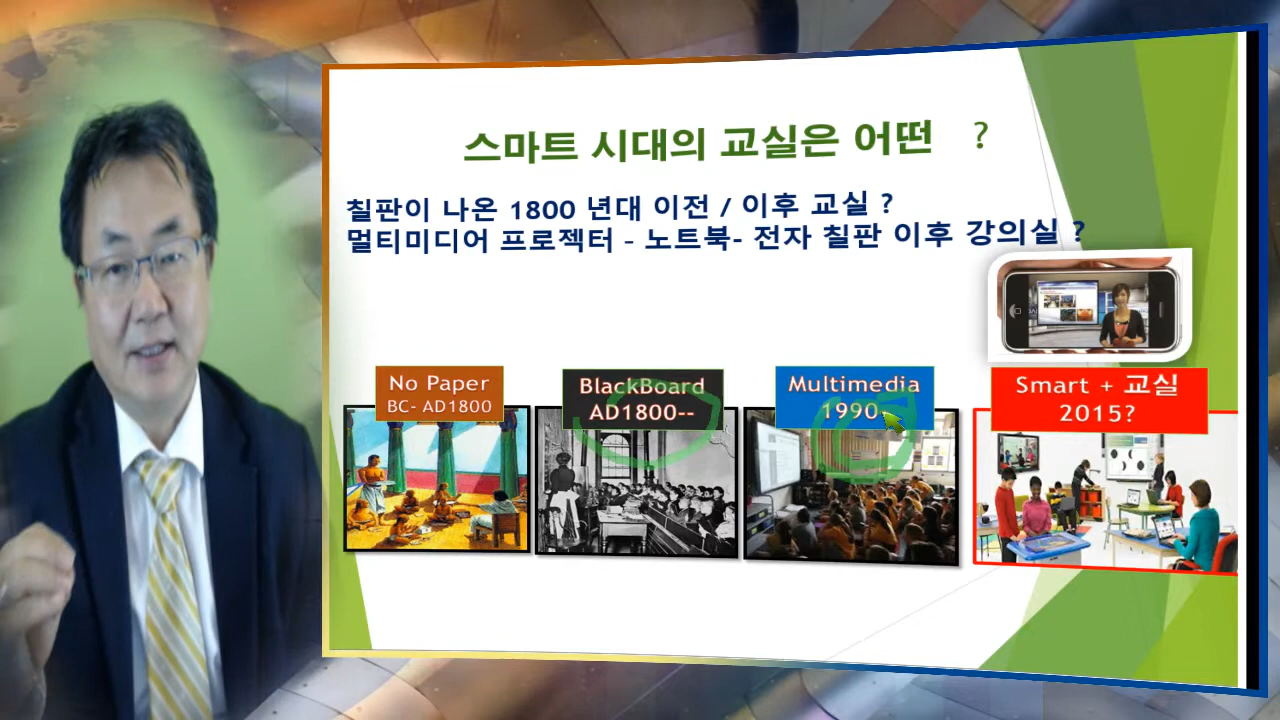 스마트 시대의 교실은 어떤 ?
칠판이 나온 1800 년대 이전 / 이후 교실 ?
멀티미디어 프로젝터 - 노트북- 전자 칠판 이후 강의실 ?
No Paper
BC- AD1800
BlackBoard
AD1800--
Multimedia
1990-
Smart + 교실
2015?